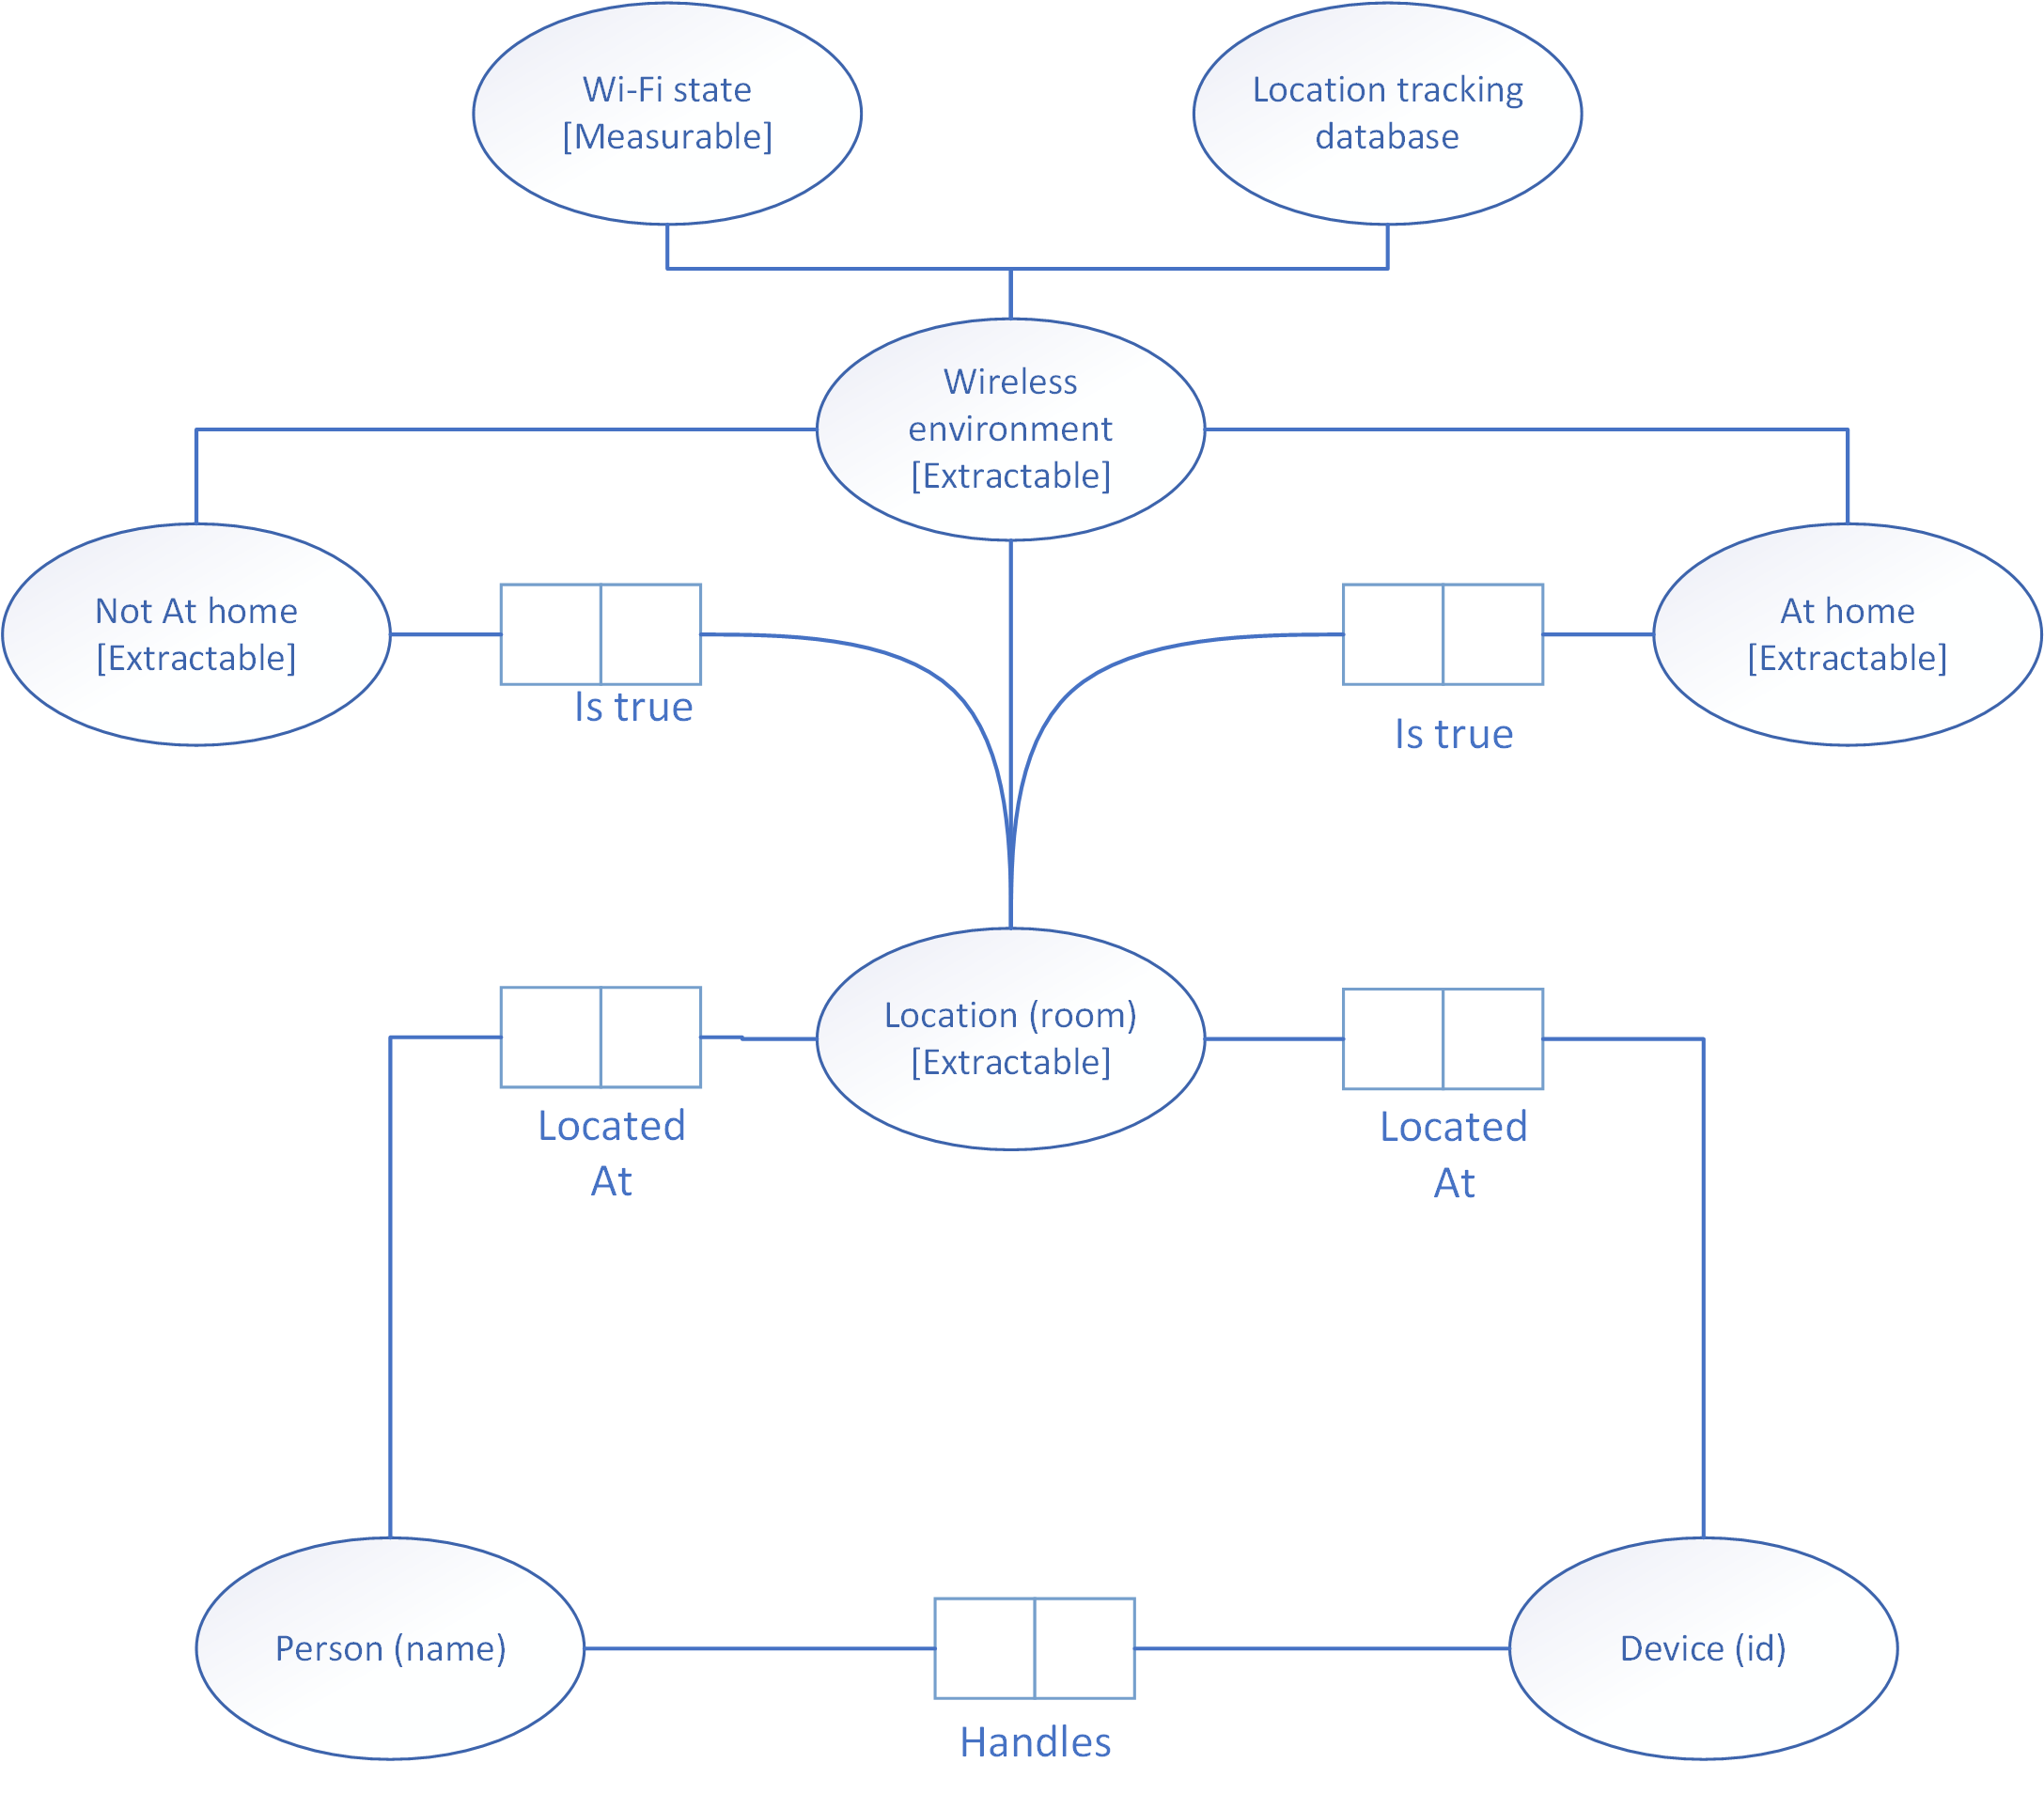 Wi-Fi state
[Measurable]
Location tracking
database
Wireless
environment
[Extractable]
Not At home
[Extractable]
Is true
At home
[Extractable]
Is true
Location (room)
[Extractable]
Located
At
Located
At
Person (name)
Device (id)
Handles